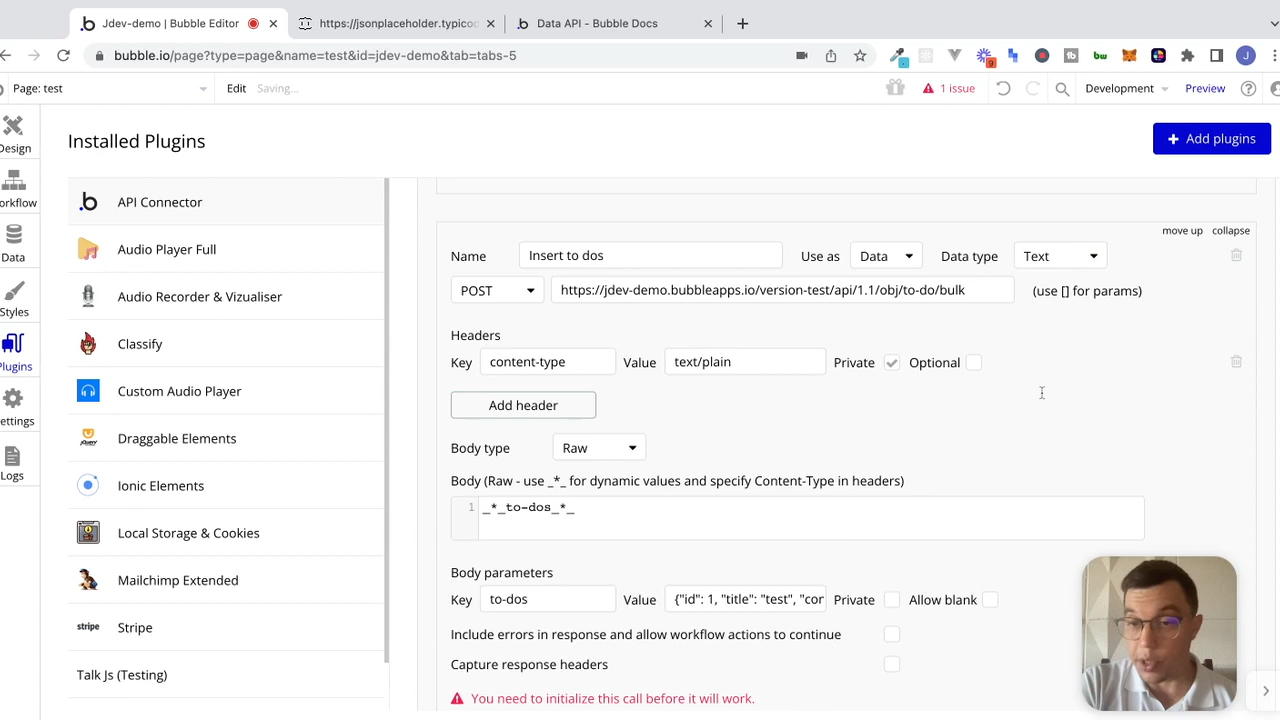 Jdev-demo | Bubble Editor
https://jsonplaceholder.typicod
Data API - Bubble Docs
bubble.io/page?type=page&name=test&id=jdev-demo&tab=tabs-5
Page: test
Edit
Saving...
1 issue
Development
Preview
Design
orkflow
Data
Styles
Plugins
ettings
Logs
Installed Plugins
Add plugins
API Connector
Audio Player Full
Audio Recorder & Vizualiser
Classify
Custom Audio Player
Draggable Elements
Ionic Elements
Local Storage & Cookies
Mailchimp Extended
Stripe
Talk Js (Testing)
move up collapse
Name Insert to dos Use as Data Data type Text
POST https://jdev-demo.bubbleapps.io/version-test/api/1.1/obj/to-do/bulk (use [] for params)
Headers
Key content-type Value text/plain Private Optional
Add header
Body type Raw
Body (Raw - use _*_ for dynamic values and specify Content-Type in headers)
1 _*_to-dos_*_
Body parameters
Key to-dos Value {"id": 1, "title": "test", "cor Private Allow blank
Include errors in response and allow workflow actions to continue
Capture response headers
You need to initialize this call before it will work.